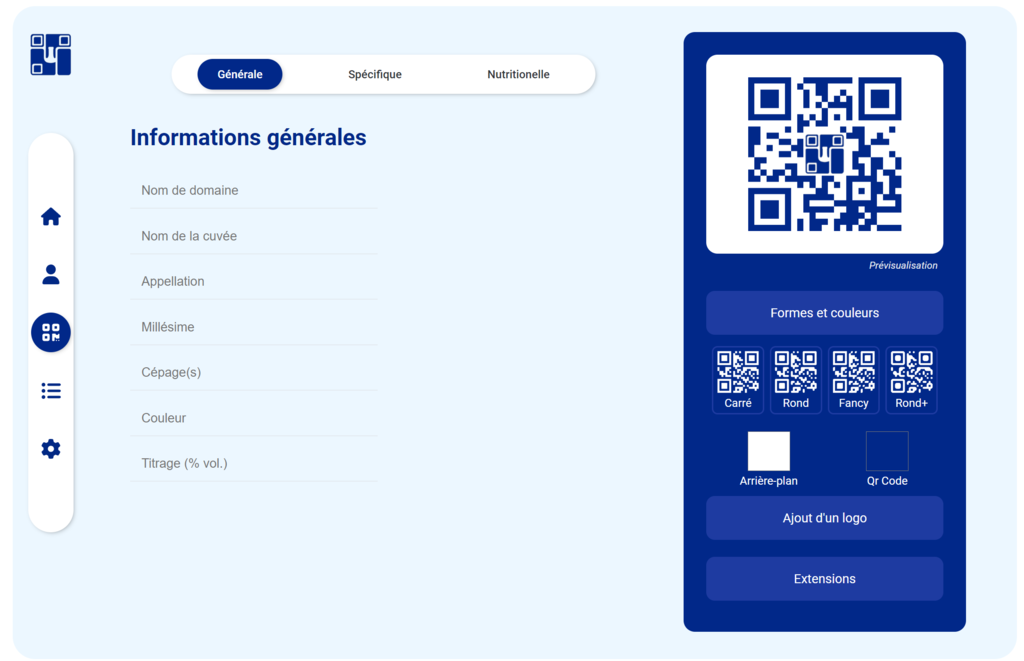 Générale
Spécifique
Nutritionelle
Informations générales
Nom de domaine
Nom de la cuvée
Appellation
Millésime
Cépage(s)
Couleur
Titrage (% vol.)
Prévisualisation
Formes et couleurs
Carré
Rond
Fancy
Rond+
Arrière-plan
Qr Code
Ajout d'un logo
Extensions